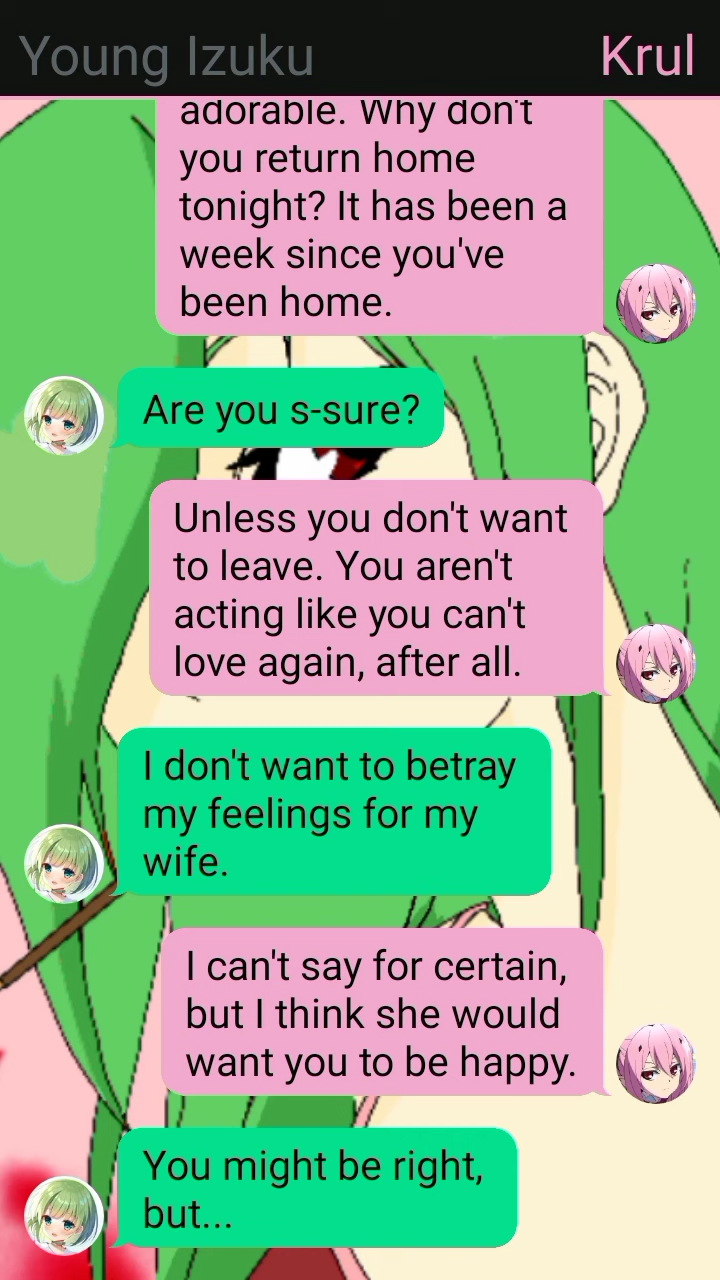 Young Izuku
Krul
adorable. Why don't
you return home
tonight? It has been a
week since you've
been home.
Are you s-sure?
Unless you don't want
to leave. You aren't
acting like you can't
love again, after all.
I don't want to betray
my feelings for my
wife.
I can't say for certain,
but I think she would
want you to be happy.
You might be right,
but...